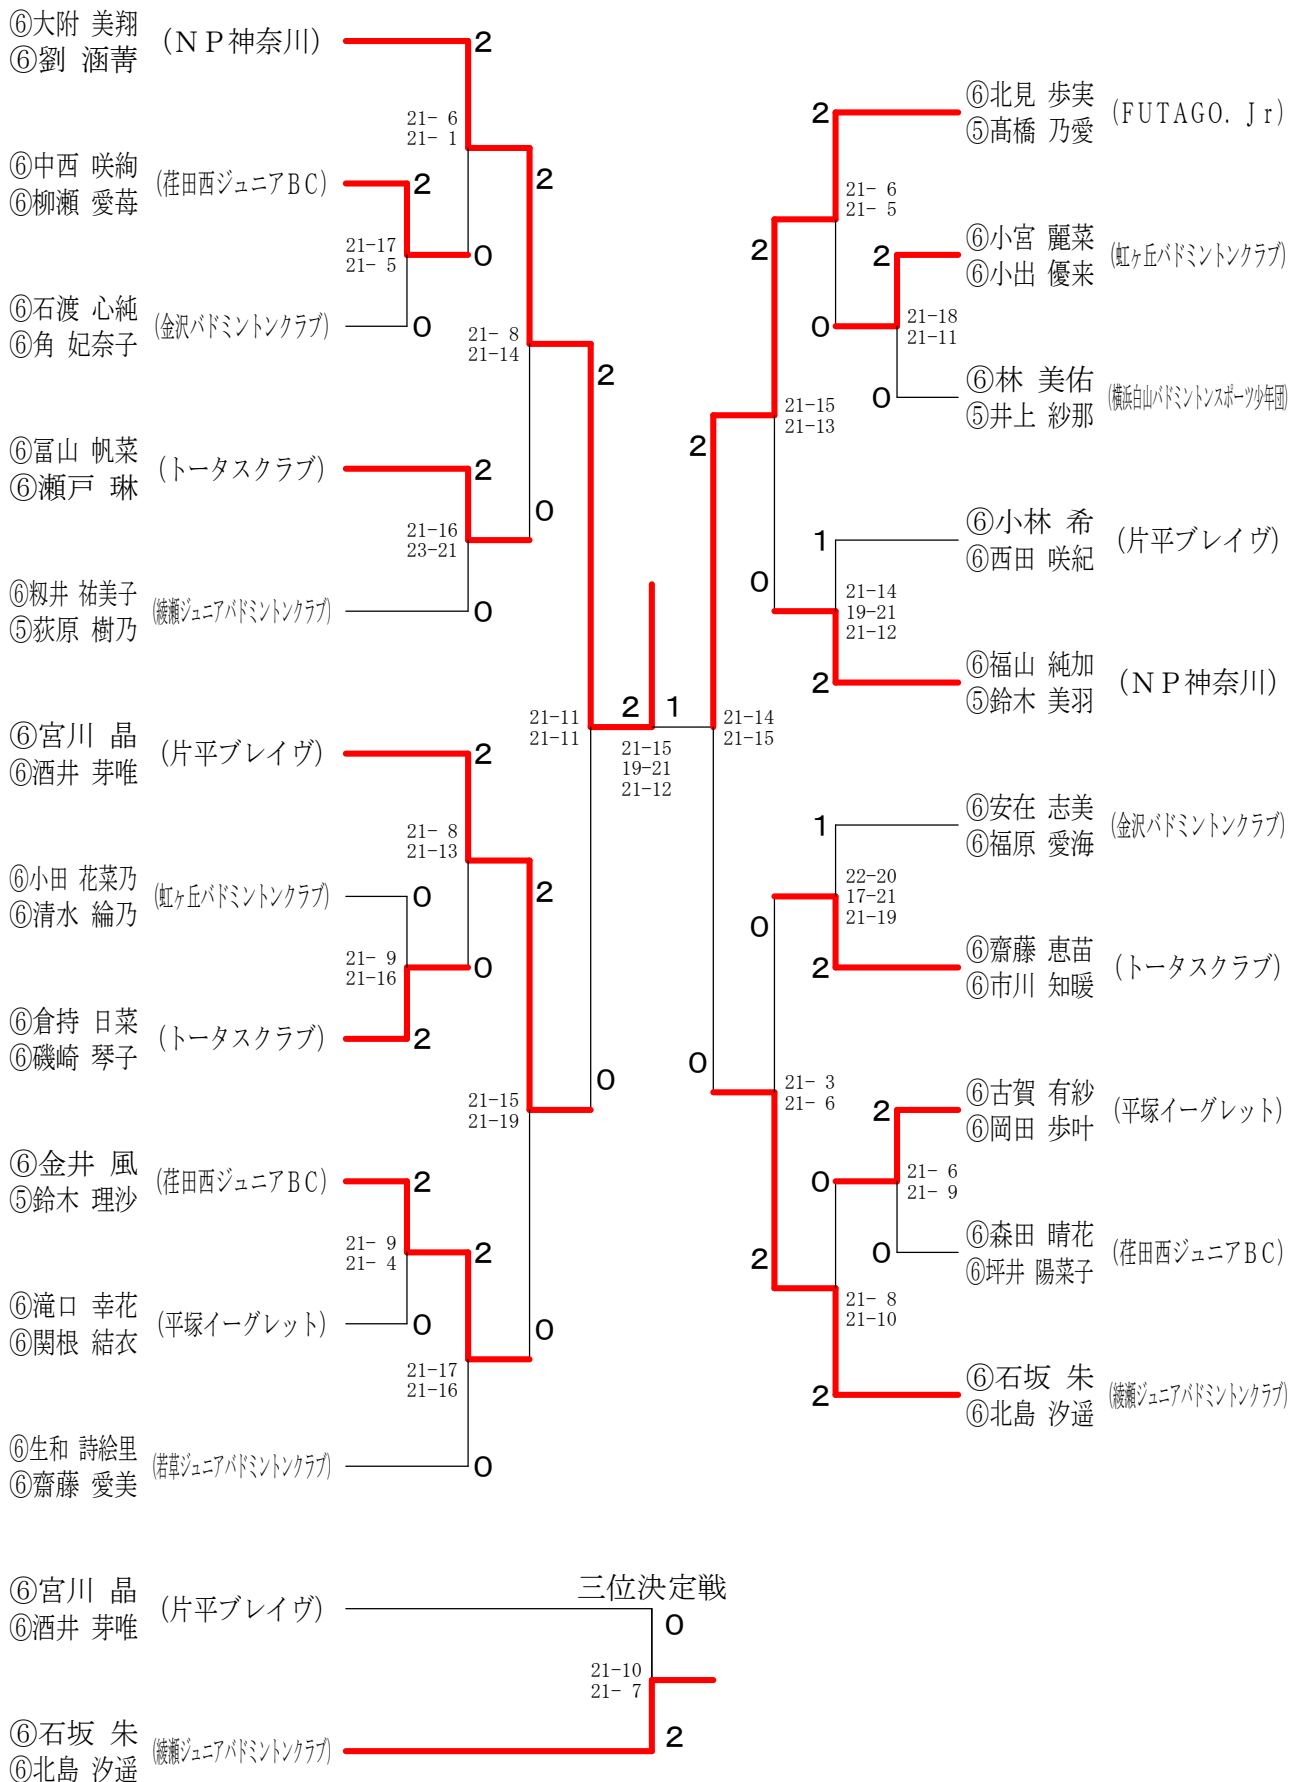 ⑥大附 美翔
⑥劉 涵菁
(ＮＰ神奈川)
2
21- 6
21- 1
⑥中西 咲絢
⑥柳瀬 愛苺
(荏田西ジュニアＢＣ)
2
2
21-17
21- 5
0
⑥石渡 心純
⑥角 妃奈子
(金沢バドミントンクラブ)
0
21- 8
21-14
2
⑥冨山 帆菜
⑥瀬戸 琳
(トータスクラブ)
2
21-16
23-21
0
⑥籾井 祐美子
⑤荻原 樹乃
(綾瀬ジュニアバドミントンクラブ)
0
21-11
21-11
⑥宮川 晶
⑥酒井 芽唯
(片平ブレイヴ)
2
21- 8
21-13
2
⑥小田 花菜乃
⑥清水 綸乃
(虹ヶ丘バドミントンクラブ)
0
21- 9
21-16
0
⑥倉持 日菜
⑥磯崎 琴子
(トータスクラブ)
2
21-15
21-19
0
⑥金井 風
⑤鈴木 理沙
(荏田西ジュニアＢＣ)
2
21- 9
21- 4
2
⑥滝口 幸花
⑥関根 結衣
(平塚イーグレット)
0
0
21-17
21-16
⑥生和 詩絵里
⑥齋藤 愛美
(若草ジュニアバドミントンクラブ)
0
2
1
21-15
19-21
21-12
2
⑥北見 歩実
⑤髙橋 乃愛
(FUTAGO. Ｊｒ)
21- 6
21- 5
2
2
⑥小宮 麗菜
⑥小出 優来
(虹ヶ丘バドミントンクラブ)
0
21-18
21-11
0
⑥林 美佑
⑤井上 紗那
(横浜白山バドミントンスポーツ少年団)
21-15
21-13
2
1
⑥小林 希
⑥西田 咲紀
(片平ブレイヴ)
0
21-14
19-21
21-12
2
⑥福山 純加
⑤鈴木 美羽
(ＮＰ神奈川)
21-14
21-15
1
⑥安在 志美
⑥福原 愛海
(金沢バドミントンクラブ)
22-20
17-21
21-19
0
2
⑥齋藤 恵苗
⑥市川 知暖
(トータスクラブ)
0
21- 3
21- 6
2
⑥古賀 有紗
⑥岡田 歩叶
(平塚イーグレット)
0
21- 6
21- 9
0
⑥森田 晴花
⑥坪井 陽菜子
(荏田西ジュニアＢＣ)
2
21- 8
21-10
2
⑥石坂 朱
⑥北島 汐遥
(綾瀬ジュニアバドミントンクラブ)
三位決定戦
⑥宮川 晶
⑥酒井 芽唯
(片平ブレイヴ)
0
21-10
21- 7
⑥石坂 朱
⑥北島 汐遥
(綾瀬ジュニアバドミントンクラブ)
2